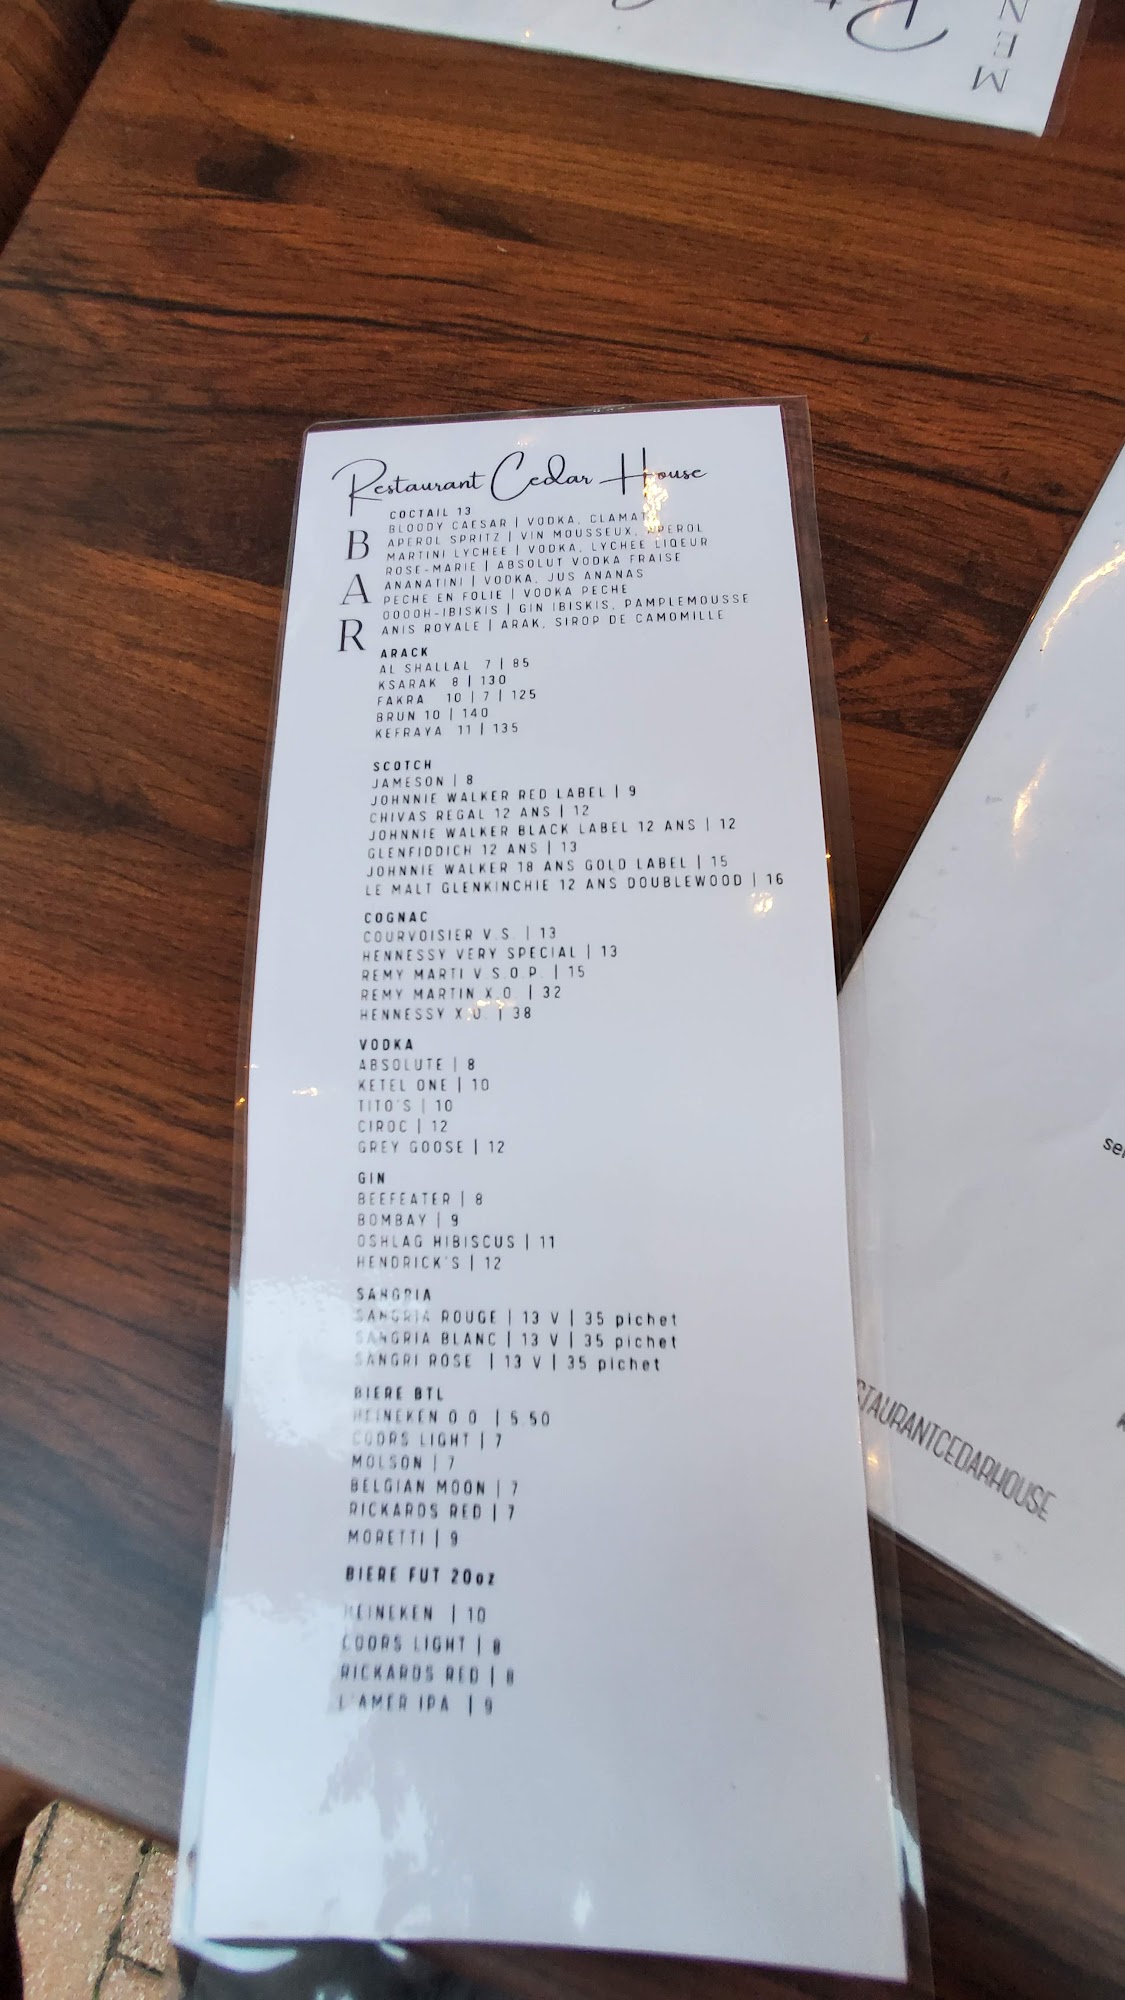 MEN
Restaurant Cedar House
BAR
COCTAIL 13
BLOODY CAESAR | VODKA, CLAMAT
APEROL SPRITZ | VIN MOUSSEUX, APEROL
MARTINI LYCHEE | VODKA, LYCHEE LIQEUR
ROSE-MARIE | ABSOLUT VODKA FRAISE
ANANATINI | VODKA, JUS ANANAS
PECHE EN FOLIE | VODKA PECHE
OOOOH-IBISKIS | GIN IBISKIS, PAMPLEMOUSSE
ANIS ROYALE | ARAK, SIROP DE CAMOMILLE
ARACK
AL SHALLAL 7 | 85
KSARAK 8 | 130
FAKRA 10 | 7 | 125
BRUN 10 | 140
KEFRAYA 11 | 135
SCOTCH
JAMESON | 8
JOHNNIE WALKER RED LABEL | 9
CHIVAS REGAL 12 ANS | 12
JOHNNIE WALKER BLACK LABEL 12 ANS | 12
GLENFIDDICH 12 ANS | 13
JOHNNIE WALKER 18 ANS GOLD LABEL | 15
LE MALT GLENKINCHIE 12 ANS DOUBLEWOOD | 16
COGNAC
COURVOISIER V.S. | 13
HENNESSY VERY SPECIAL | 13
REMY MARTI V.S.O.P. | 15
REMY MARTIN X.O. | 32
HENNESSY X.O. | 38
VODKA
ABSOLUTE | 8
KETEL ONE | 10
TITO'S | 10
CIROC | 12
GREY GOOSE | 12
GIN
BEEFEATER | 8
BOMBAY | 9
OSHLAG HIBISCUS | 11
HENDRICK'S | 12
SANGRIA
SANGRIA ROUGE | 13 V | 35 pichet
SANGRIA BLANC | 13 V | 35 pichet
SANGRI ROSE | 13 V | 35 pichet
BIERE BTL
HEINEKEN 0.0 | 5.50
COORS LIGHT | 7
MOLSON | 7
BELGIAN MOON | 7
RICKARDS RED | 7
MORETTI | 9
BIERE FUT 20oz
HEINEKEN | 10
COORS LIGHT | 8
RICKARDS RED | 8
L'AMER IPA | 9
ser
STAURANTCEDARHOUSE